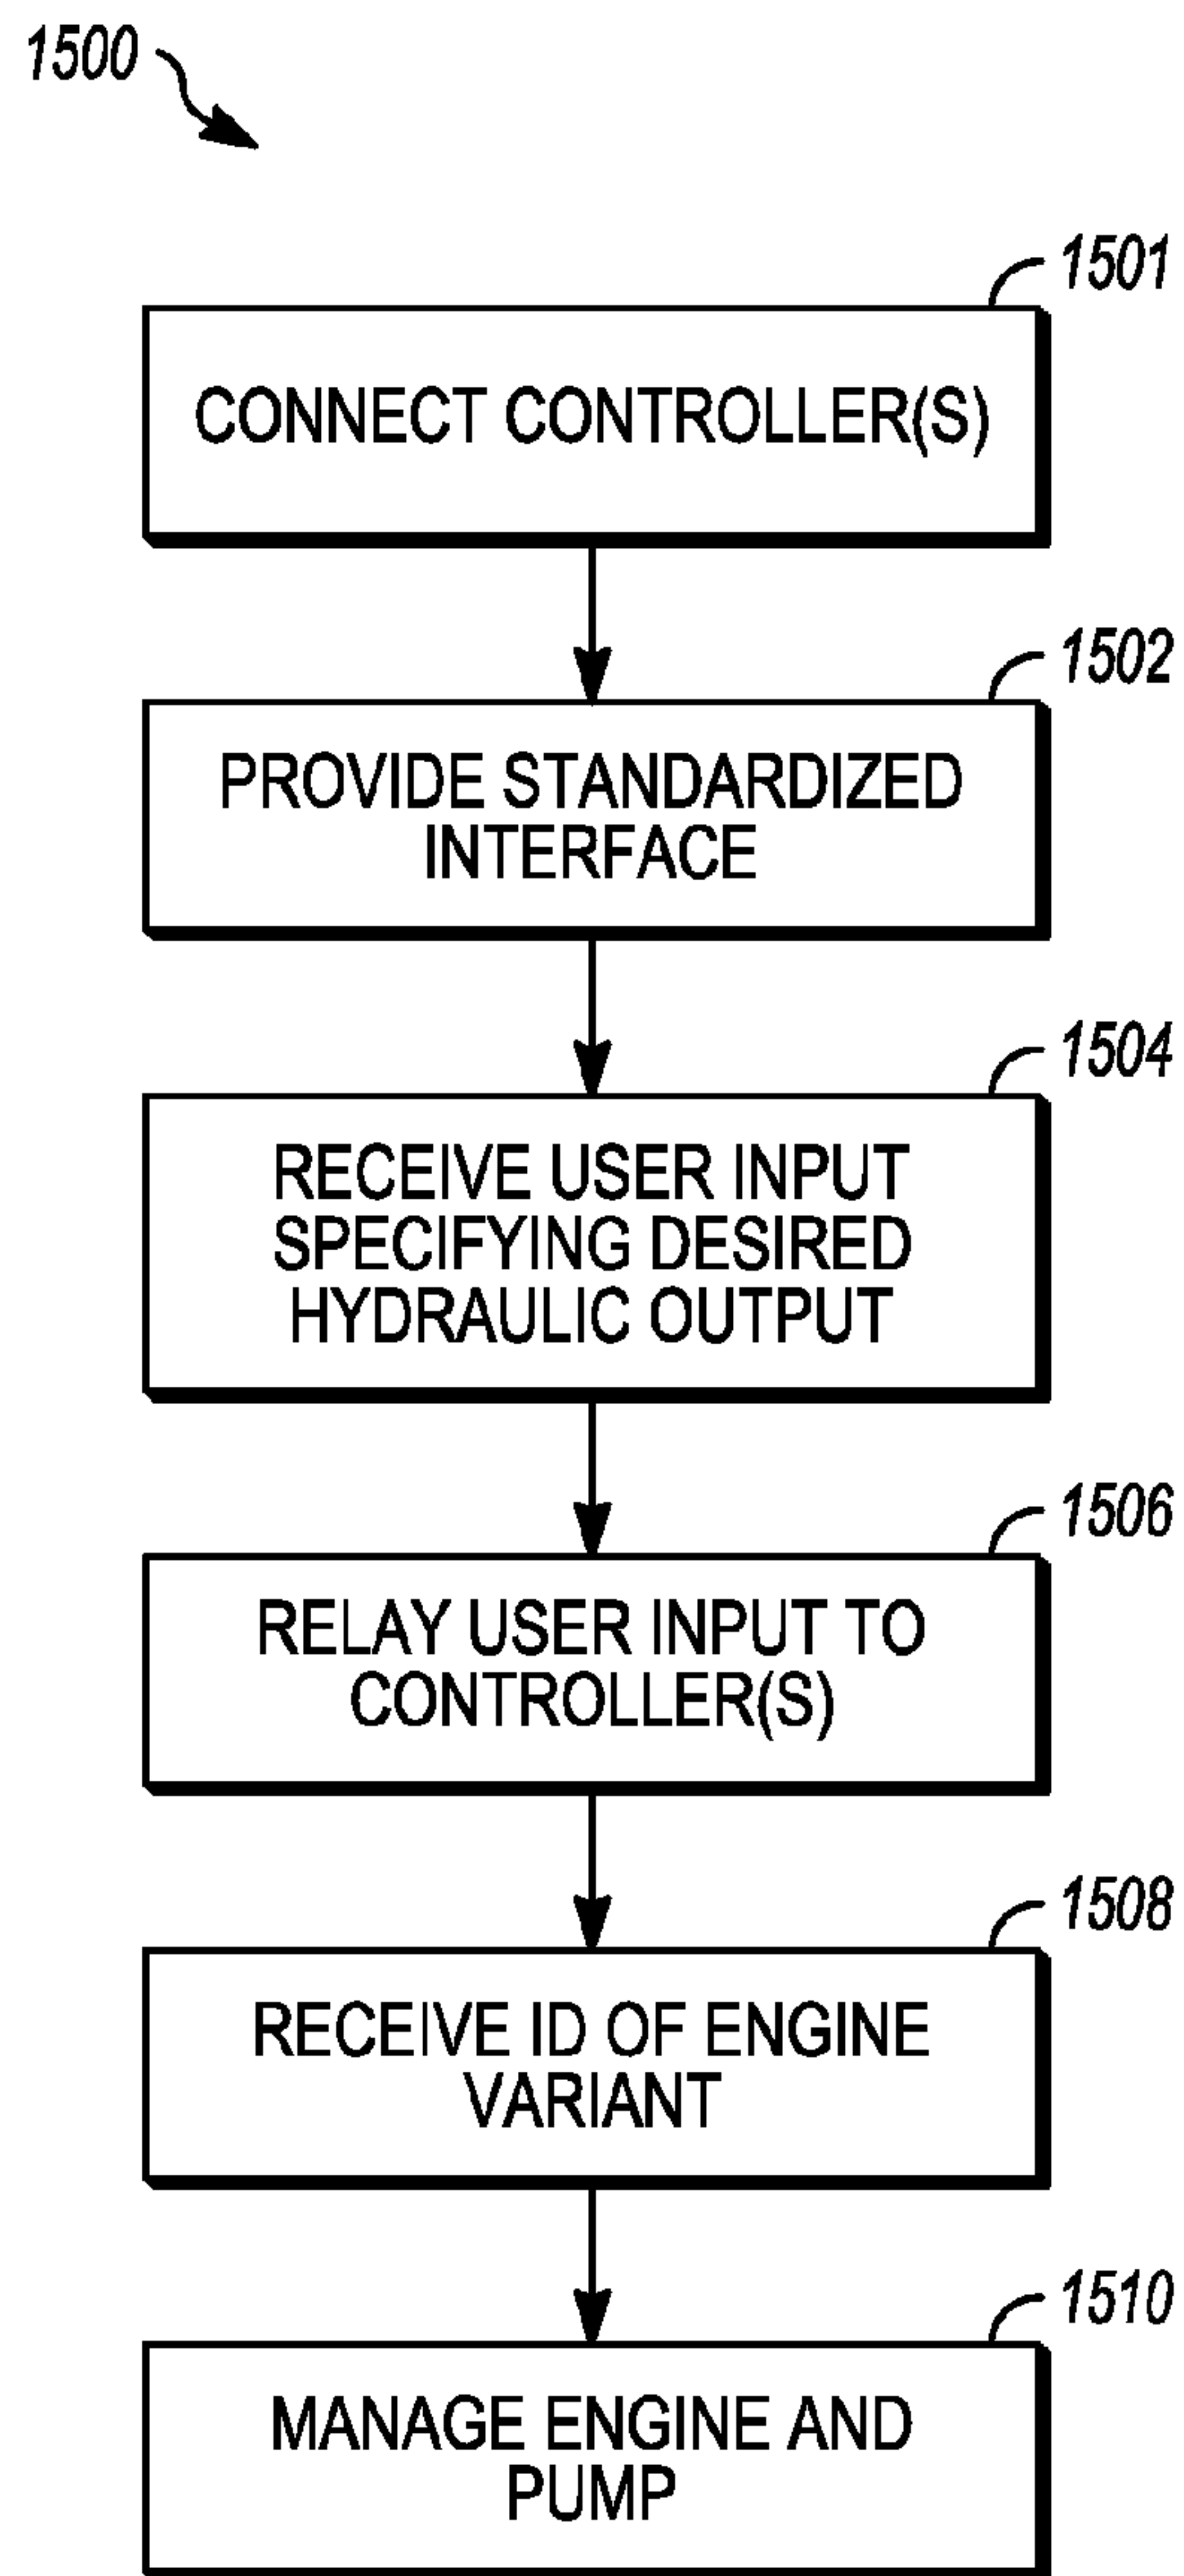 1500
1501
CONNECT CONTROLLER(S)
1502
PROVIDE STANDARDIZED
INTERFACE
1504
RECEIVE USER INPUT
SPECIFYING DESIRED
HYDRAULIC OUTPUT
1506
RELAY USER INPUT TO
CONTROLLER(S)
1508
RECEIVE ID OF ENGINE
VARIANT
1510
MANAGE ENGINE AND
PUMP